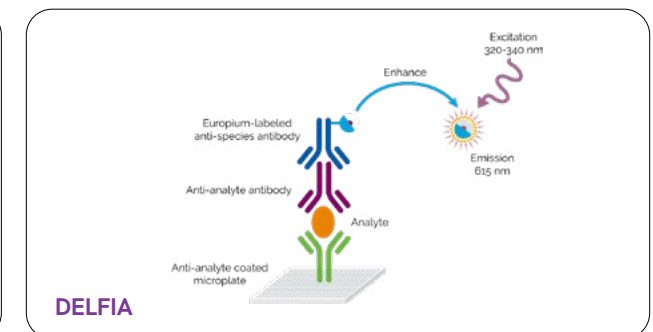 Excitation
320-340 nm
Enhance
Europium-labeled
anti-species antibody
Emission
615 nm
Anti-analyte antibody
Analyte
Anti-analyte coated
microplate
DELFIA